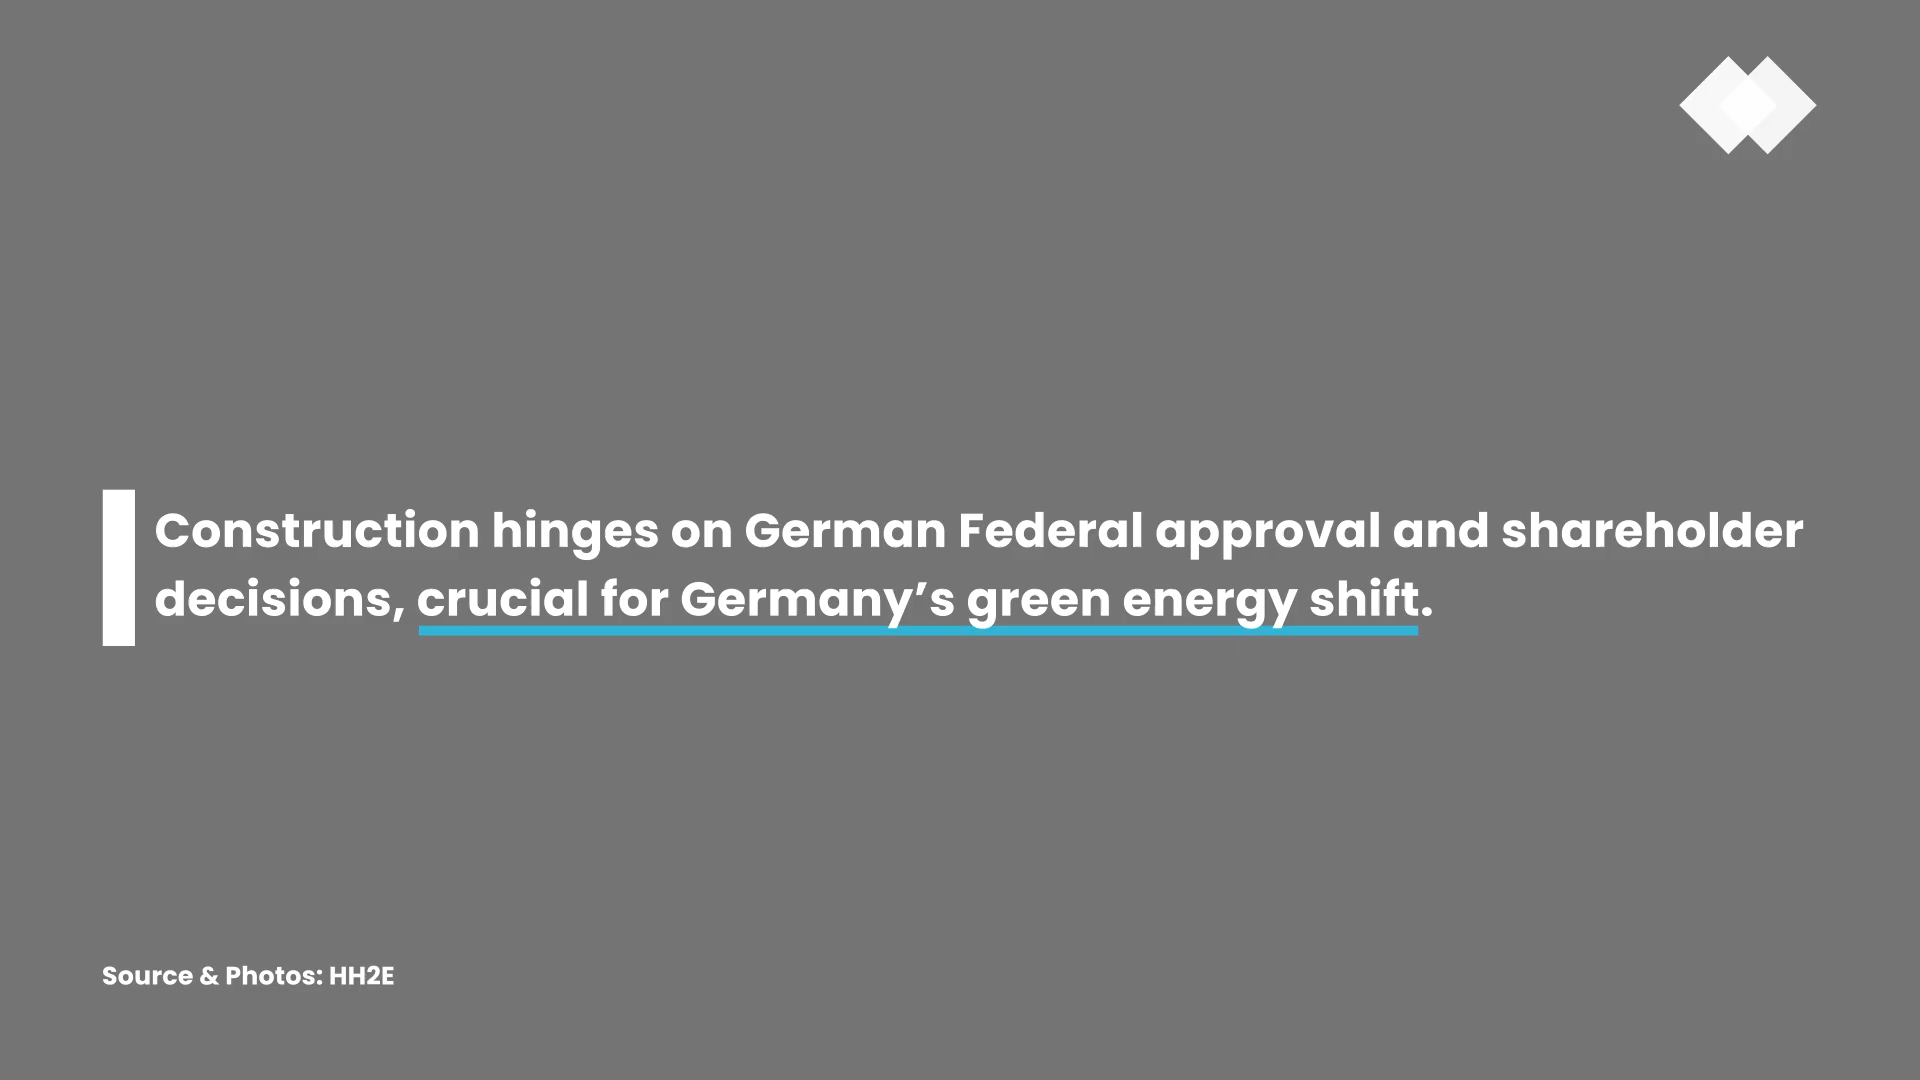 Construction hinges on German Federal approval and shareholder
decisions, crucial for Germany’s green energy shift.
Source & Photos: HH2E